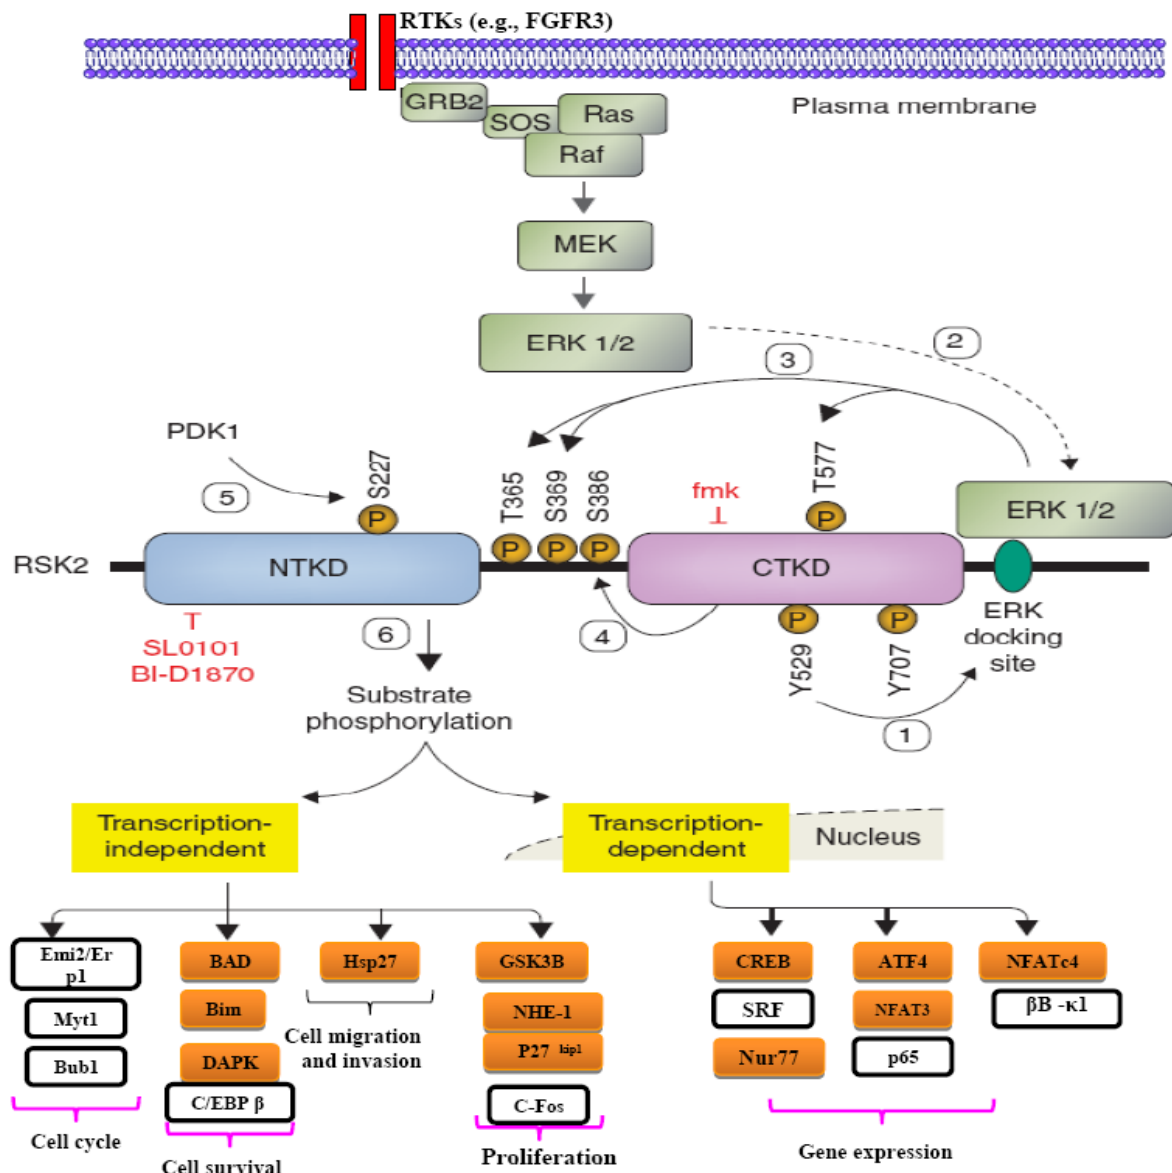 RTKs (e.g., FGFR3)
Plasma membrane
GRB2
SOS
Ras
Raf
MEK
ERK 1/2
2
3
PDK1
5
S227
T365
S369
S386
fmk
T577
ERK 1/2
P
P
P
P
P
RSK2
NTKD
CTKD
P
P
ERK
docking
site
T
SL0101
BI-D1870
6
4
Y529
Y707
1
Substrate
phosphorylation
Transcription-
independent
Transcription-
dependent
Nucleus
Emi2/Er
p1
Myt1
Bub1
Cell cycle
BAD
Bim
DAPK
C/EBP β
Cell survival
Hsp27
Cell migration
and invasion
GSK3B
NHE-1
P27 kip1
C-Fos
Proliferation
CREB
SRF
Nur77
ATF4
NFAT3
p65
NFATc4
βB -κ1
Gene expression